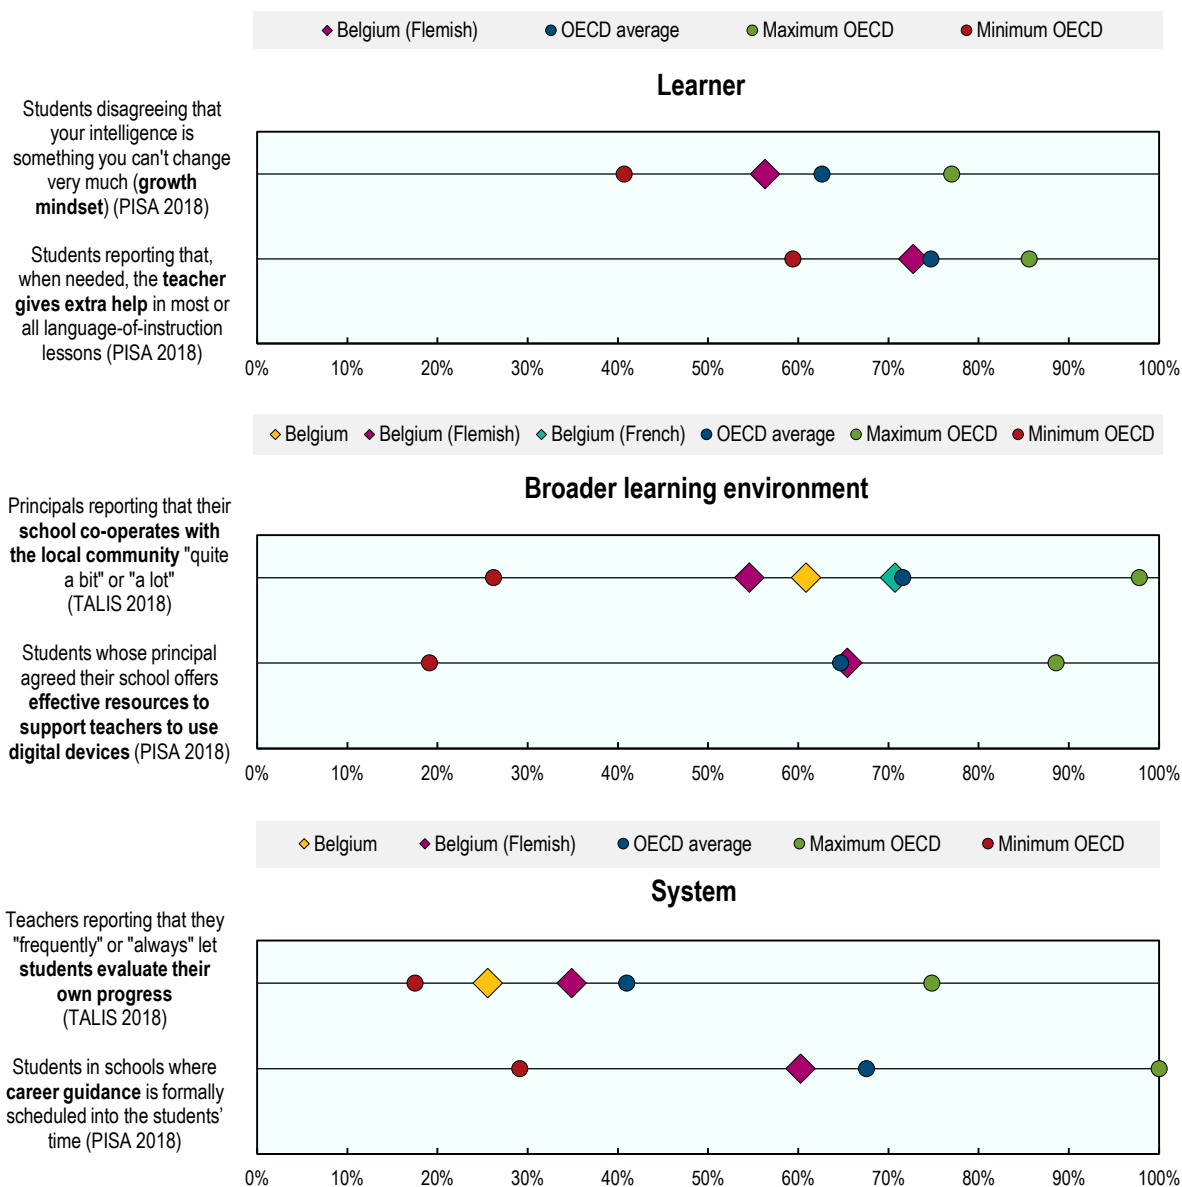 Belgium (Flemish) OECD average Maximum OECD Minimum OECD
Learner
Students disagreeing that
your intelligence is
something you can't change
very much (growth
mindset) (PISA 2018)
Students reporting that,
when needed, the teacher
gives extra help in most or
all language-of-instruction
lessons (PISA 2018)
0% 10% 20% 30% 40% 50% 60% 70% 80% 90% 100%
Belgium Belgium (Flemish) Belgium (French) OECD average Maximum OECD Minimum OECD
Broader learning environment
Principals reporting that their
school co-operates with
the local community "quite
a bit" or "a lot"
(TALIS 2018)
Students whose principal
agreed their school offers
effective resources to
support teachers to use
digital devices (PISA 2018)
0% 10% 20% 30% 40% 50% 60% 70% 80% 90% 100%
Belgium Belgium (Flemish) OECD average Maximum OECD Minimum OECD
System
Teachers reporting that they
"frequently" or "always" let
students evaluate their
own progress
(TALIS 2018)
Students in schools where
career guidance is formally
scheduled into the students’
time (PISA 2018)
0% 10% 20% 30% 40% 50% 60% 70% 80% 90% 100%